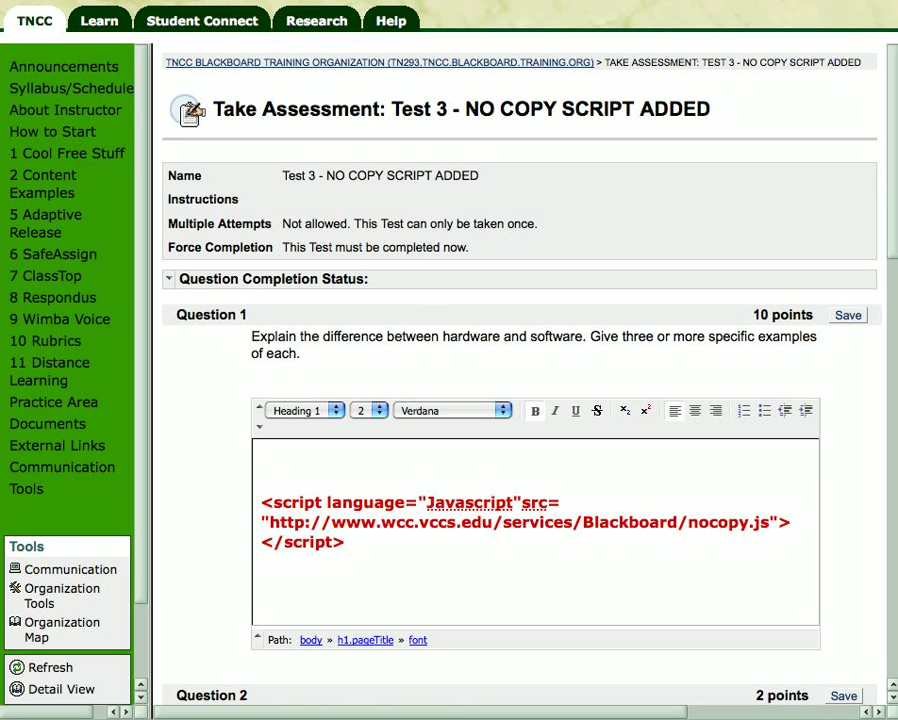 TNCC Learn Student Connect Research Help
Announcements
Syllabus/Schedule
About Instructor
How to Start
1 Cool Free Stuff
2 Content
Examples
5 Adaptive
Release
6 SafeAssign
7 ClassTop
8 Respondus
9 Wimba Voice
10 Rubrics
11 Distance
Learning
Practice Area
Documents
External Links
Communication
Tools
Tools
Communication
Organization
Tools
Organization
Map
Refresh
Detail View
TNCC BLACKBOARD TRAINING ORGANIZATION (TN293.TNCC.BLACKBOARD.TRAINING.ORG) > TAKE ASSESSMENT: TEST 3 - NO COPY SCRIPT ADDED
Take Assessment: Test 3 - NO COPY SCRIPT ADDED
Name Test 3 - NO COPY SCRIPT ADDED
Instructions
Multiple Attempts Not allowed. This Test can only be taken once.
Force Completion This Test must be completed now.
Question Completion Status:
Question 1 10 points Save
Explain the difference between hardware and software. Give three or more specific examples
of each.
Heading 1 2 Verdana B I U S x₂ x²
<script language="Javascript"src=
"http://www.wcc.vccs.edu/services/Blackboard/nocopy.js">
</script>
Path: body » h1.pageTitle » font
Question 2 2 points Save